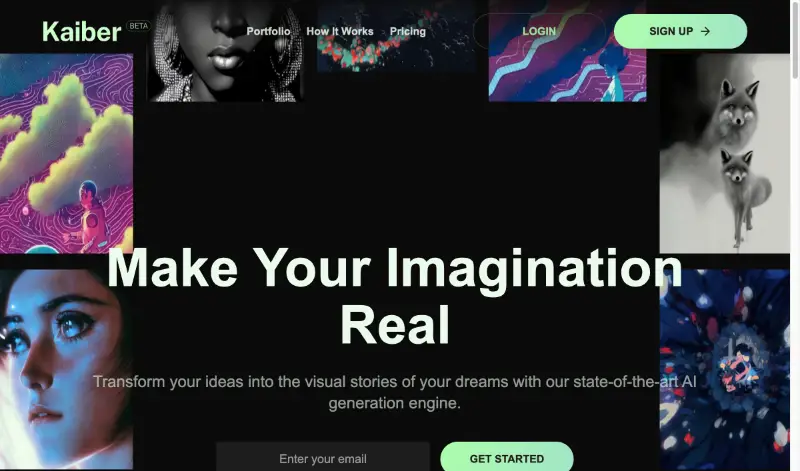 Kaiber BETA
Portfolio How It Works Pricing LOGIN SIGN UP →
Make Your Imagination
Real
Transform your ideas into the visual stories of your dreams with our state-of-the-art AI
generation engine.
Enter your email GET STARTED